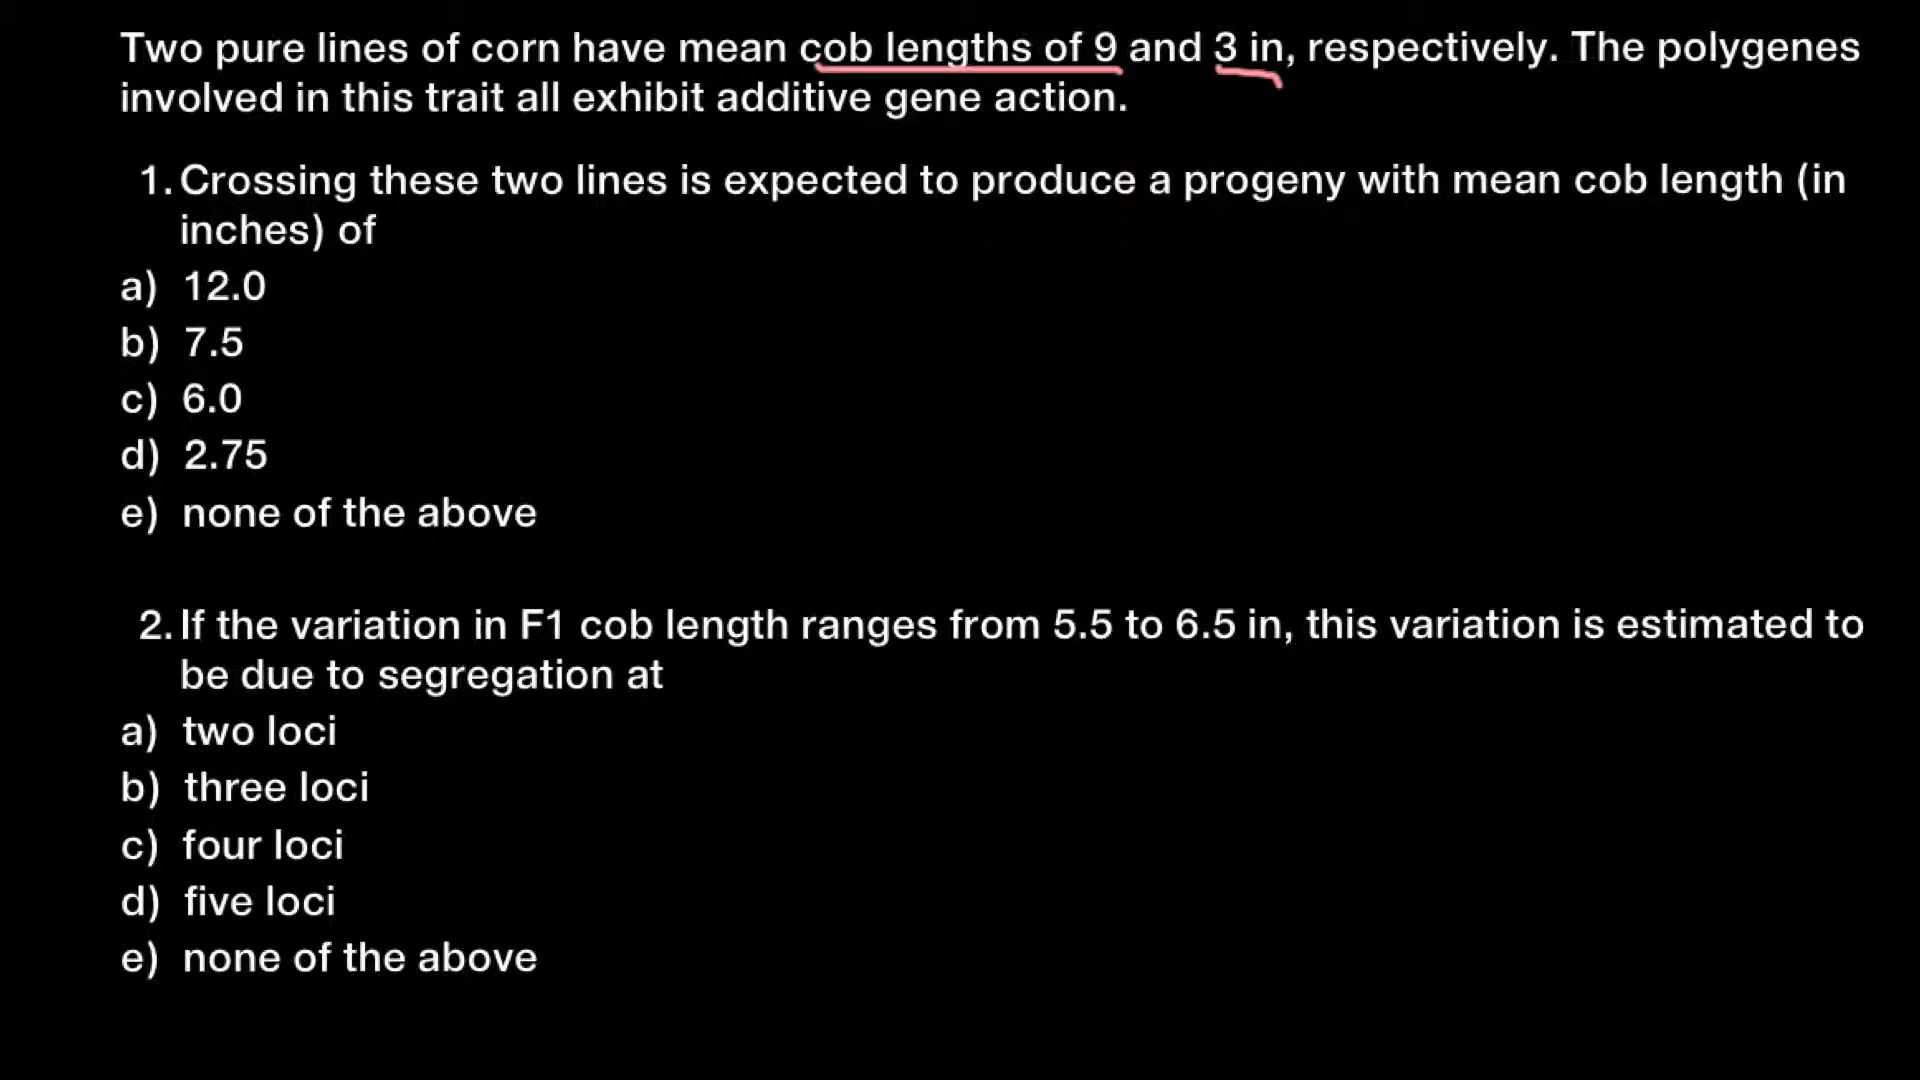 Two pure lines of corn have mean cob lengths of 9 and 3 in, respectively. The polygenes
involved in this trait all exhibit additive gene action.
1. Crossing these two lines is expected to produce a progeny with mean cob length (in
inches) of
a) 12.0
b) 7.5
c) 6.0
d) 2.75
e) none of the above
2. If the variation in F1 cob length ranges from 5.5 to 6.5 in, this variation is estimated to
be due to segregation at
a) two loci
b) three loci
c) four loci
d) five loci
e) none of the above